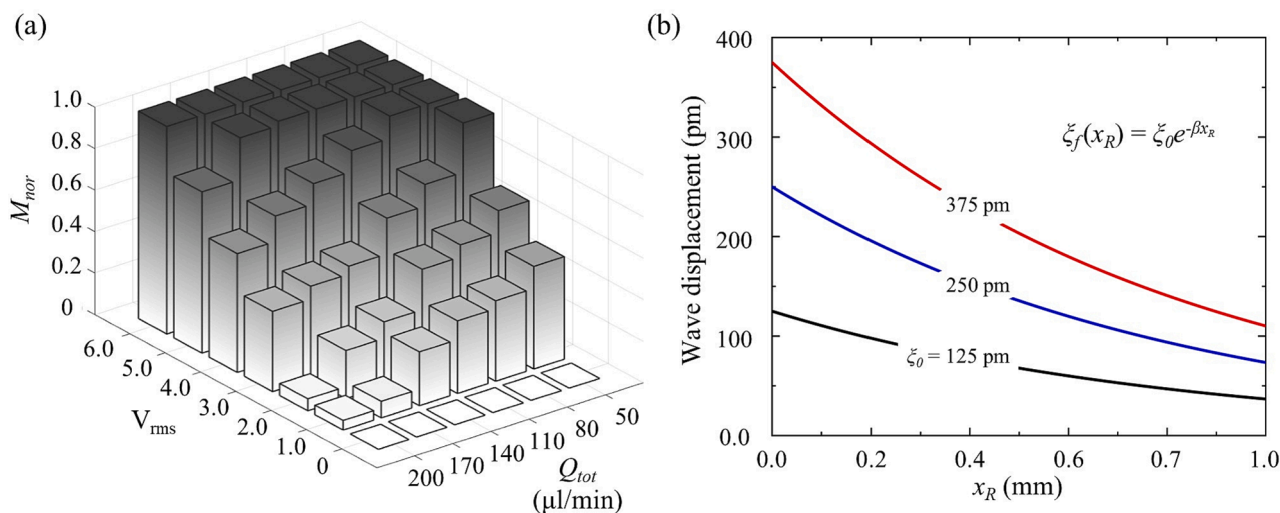 (a)
1.0
0.8
0.6
0.4
0.2
0
M_nor
6.0
5.0
4.0
3.0
2.0
1.0
0
V_rms
200
170
140
110
80
50
Q_tot
(μl/min)
(b)
400
300
200
100
0.0
Wave displacement (pm)
ξ_f(x_R) = ξ_0e^-βx_R
375 pm
250 pm
ξ_0 = 125 pm
0.0 0.2 0.4 0.6 0.7 1.0
x_R (mm)